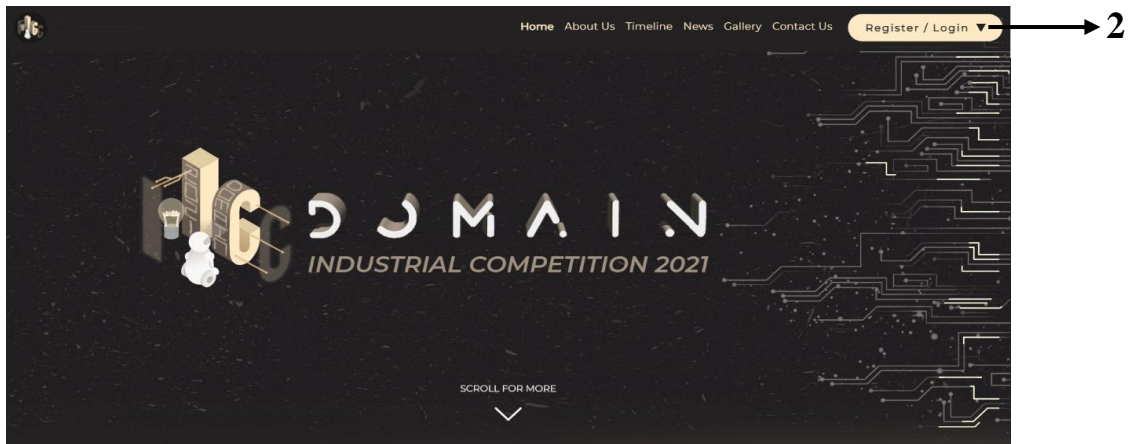 Home About Us Timeline News Gallery Contact Us Register / Login ▼ 2
DOMAIN
INDUSTRIAL COMPETITION 2021
SCROLL FOR MORE